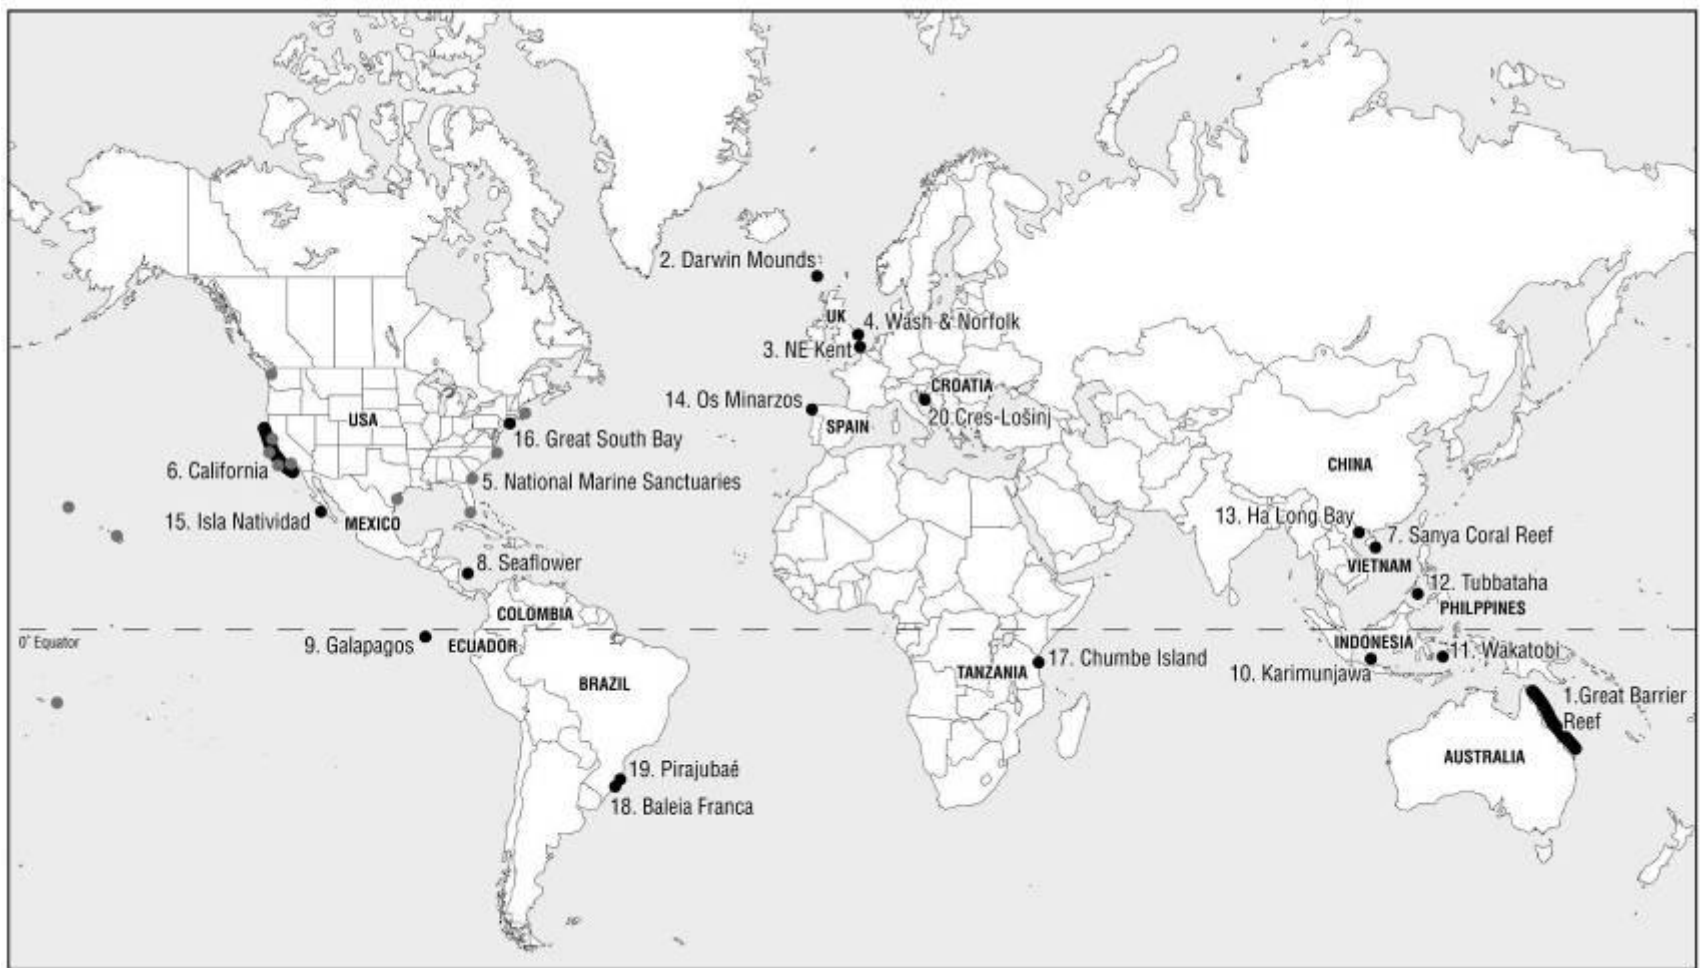 2. Darwin Mounds
UK
4. Wash & Norfolk
3. NE Kent
CROATIA
14. Os Minarzos
20.Cres-Lošinj
SPAIN
USA
16. Great South Bay
6. California
5. National Marine Sanctuaries
CHINA
15. Isla Natividad
MEXICO
13. Ha Long Bay
7. Sanya Coral Reef
8. Seaflower
VIETNAM
12. Tubbataha
COLOMBIA
PHILPPINES
0° Equator
9. Galapagos
ECUADOR
INDONESIA
11. Wakatobi
17. Chumbe Island
TANZANIA
10. Karimunjawa
BRAZIL
1.Great Barrier
Reef
AUSTRALIA
19. Pirajubaé
18. Baleia Franca